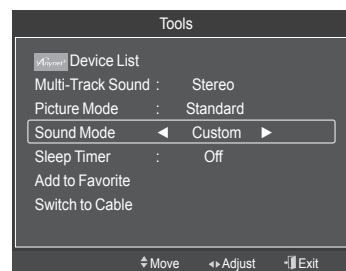 Tools
Anynet+ Device List
Multi-Track Sound : Stereo
Picture Mode : Standard
Sound Mode ◄ Custom ►
Sleep Timer : Off
Add to Favorite
Switch to Cable
Move Adjust Exit